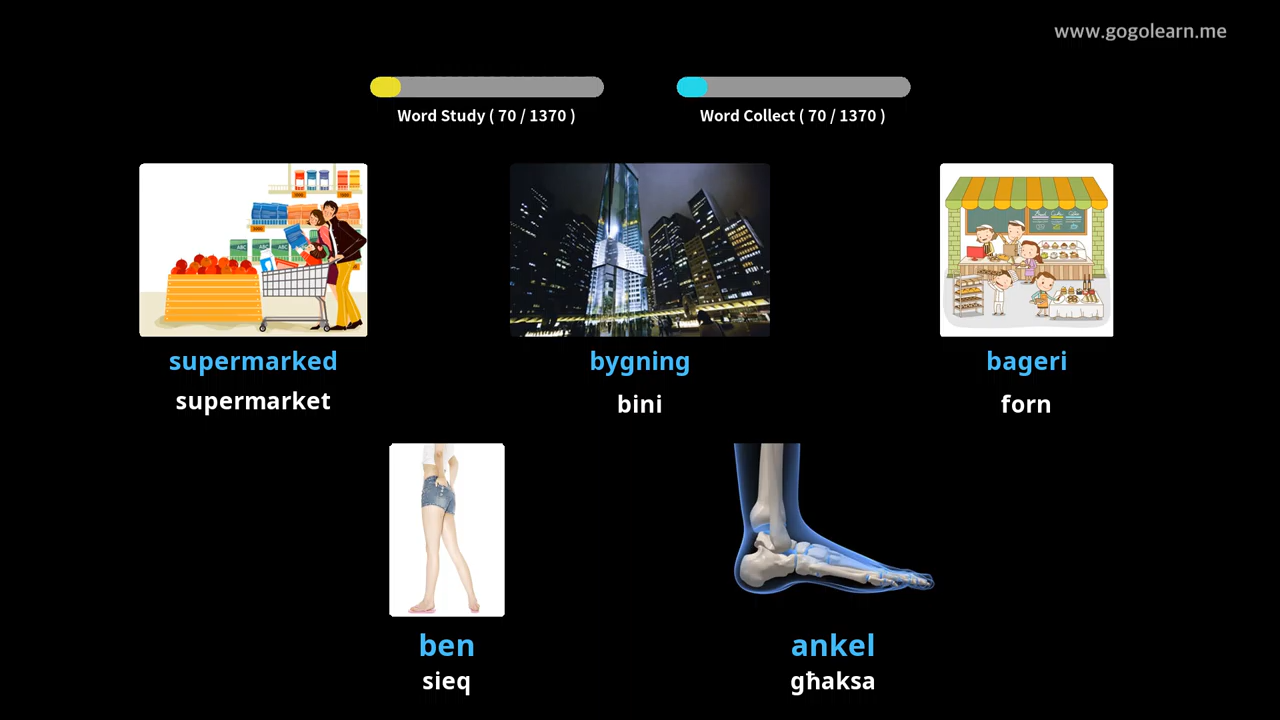 www.gogolearn.me
Word Study ( 70 / 1370 )
Word Collect ( 70 / 1370 )
supermarked
bygning
bageri
supermarket
bini
forn
ben
ankel
sieq
għaksa